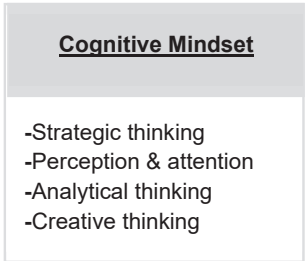 Cognitive Mindset
-Strategic thinking
-Perception & attention
-Analytical thinking
-Creative thinking